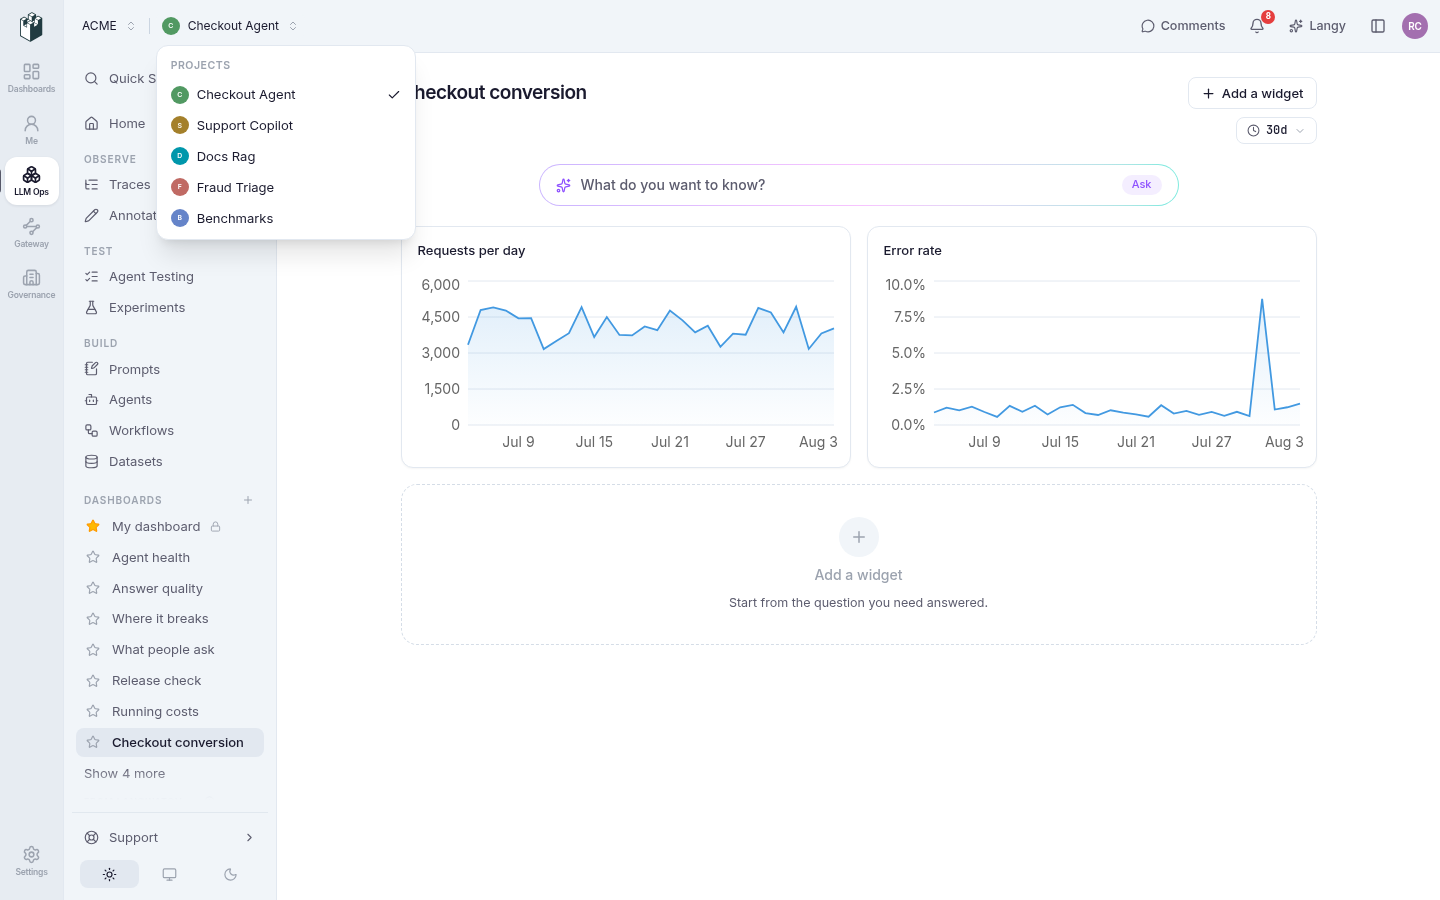 ACME
C
Checkout Agent
Comments
8
Langy
RC
PROJECTS
C
Checkout Agent
S
Support Copilot
D
Docs Rag
F
Fraud Triage
B
Benchmarks
Dashboards
Me
LLM Ops
Gateway
Governance
Settings
Quick S
Home
OBSERVE
Traces
Annotat
TEST
Agent Testing
Experiments
BUILD
Prompts
Agents
Workflows
Datasets
DASHBOARDS
My dashboard
Agent health
Answer quality
Where it breaks
What people ask
Release check
Running costs
Checkout conversion
Show 4 more
Support
heckout conversion
Add a widget
30d
What do you want to know?
Ask
Requests per day
6,000
4,500
3,000
1,500
0
Jul 9
Jul 15
Jul 21
Jul 27
Aug 3
Error rate
10.0%
7.5%
5.0%
2.5%
0.0%
Jul 9
Jul 15
Jul 21
Jul 27
Aug 3
Add a widget
Start from the question you need answered.